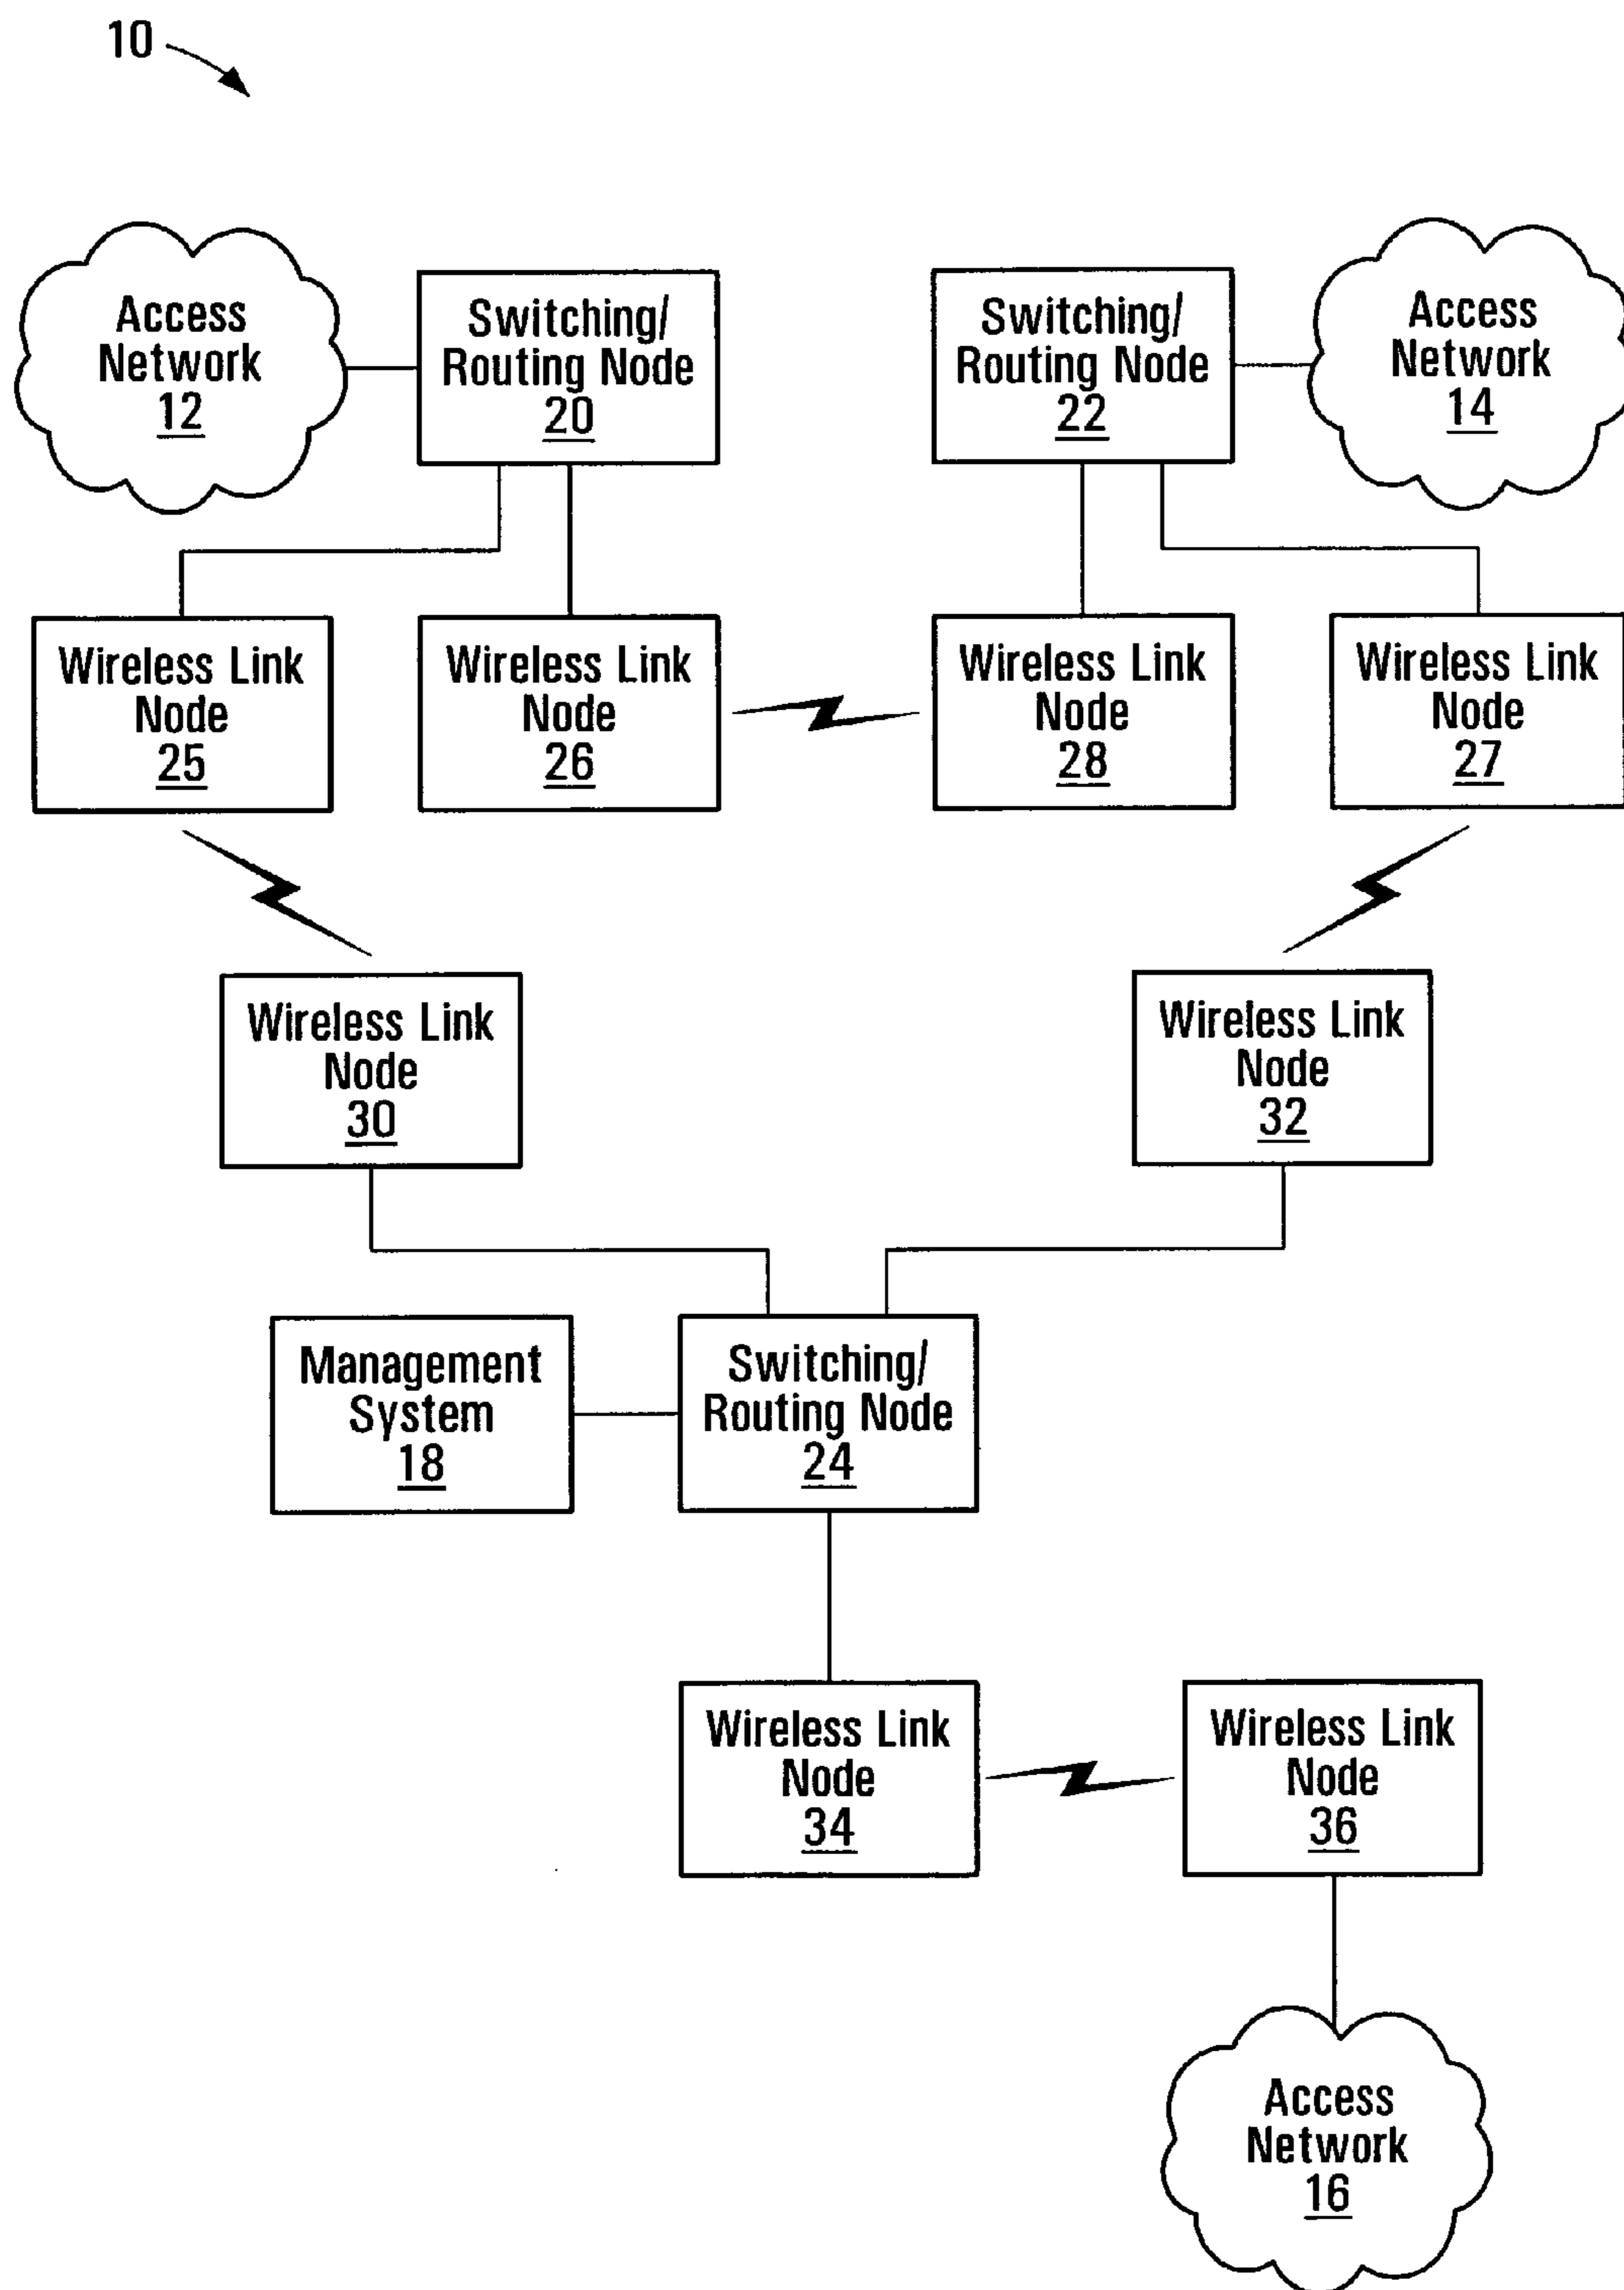 10
Access
Network
12
Switching/
Routing Node
20
Switching/
Routing Node
22
Access
Network
14
Wireless Link
Node
25
Wireless Link
Node
26
Wireless Link
Node
28
Wireless Link
Node
27
Wireless Link
Node
30
Wireless Link
Node
32
Management
System
18
Switching/
Routing Node
24
Wireless Link
Node
34
Wireless Link
Node
36
Access
Network
16